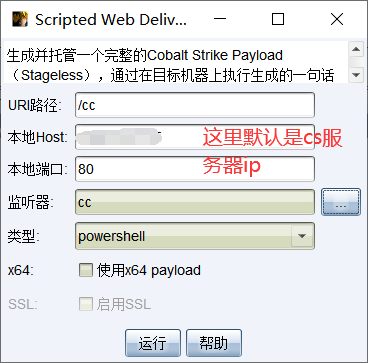 Scripted Web Deliv...
生成并托管一个完整的Cobalt Strike Payload
（Stageless），通过在目标机器上执行生成的一句话
URI路径: /cc
本地Host: 这里默认是cs服
务器ip
本地端口: 80
监听器: cc ...
类型: powershell
x64: 使用x64 payload
SSL: 启用SSL
运行 帮助